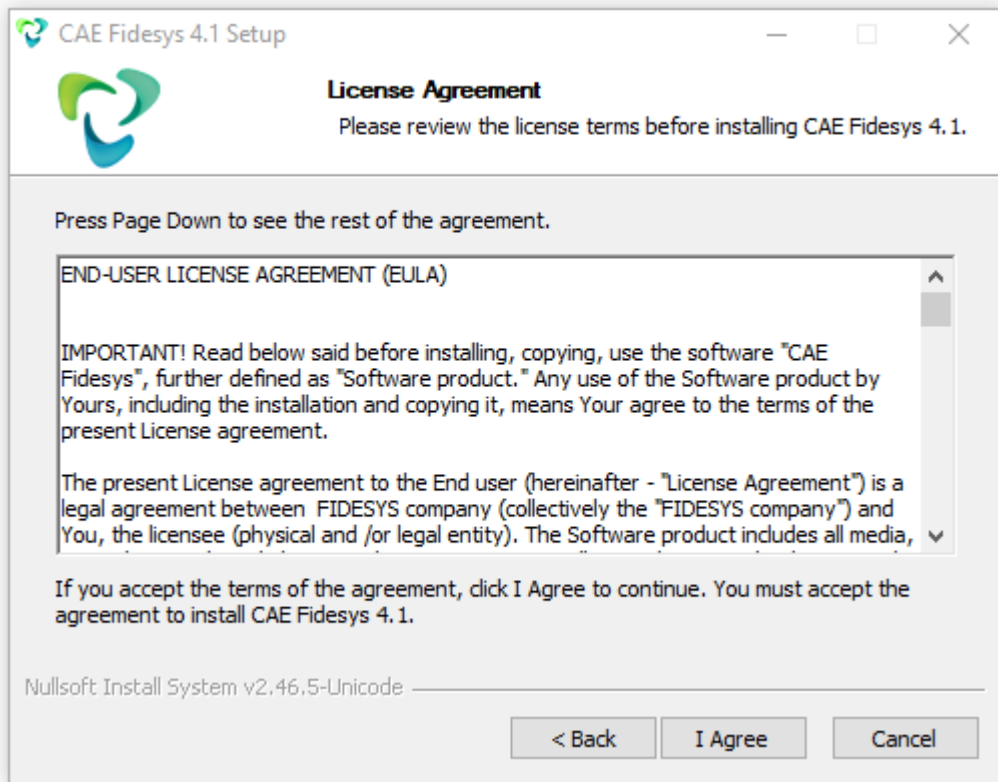 CAE Fidesys 4.1 Setup
License Agreement
Please review the license terms before installing CAE Fidesys 4.1.
Press Page Down to see the rest of the agreement.
END-USER LICENSE AGREEMENT (EULA)
IMPORTANT! Read below said before installing, copying, use the software "CAE
Fidesys", further defined as "Software product." Any use of the Software product by
Yours, including the installation and copying it, means Your agree to the terms of the
present License agreement.
The present License agreement to the End user (hereinafter - "License Agreement") is a
legal agreement between  FIDESYS company (collectively the "FIDESYS company") and
You, the licensee (physical and /or legal entity). The Software product includes all media,
If you accept the terms of the agreement, click I Agree to continue. You must accept the
agreement to install CAE Fidesys 4.1.
Nullsoft Install System v2.46.5-Unicode
< Back
I Agree
Cancel